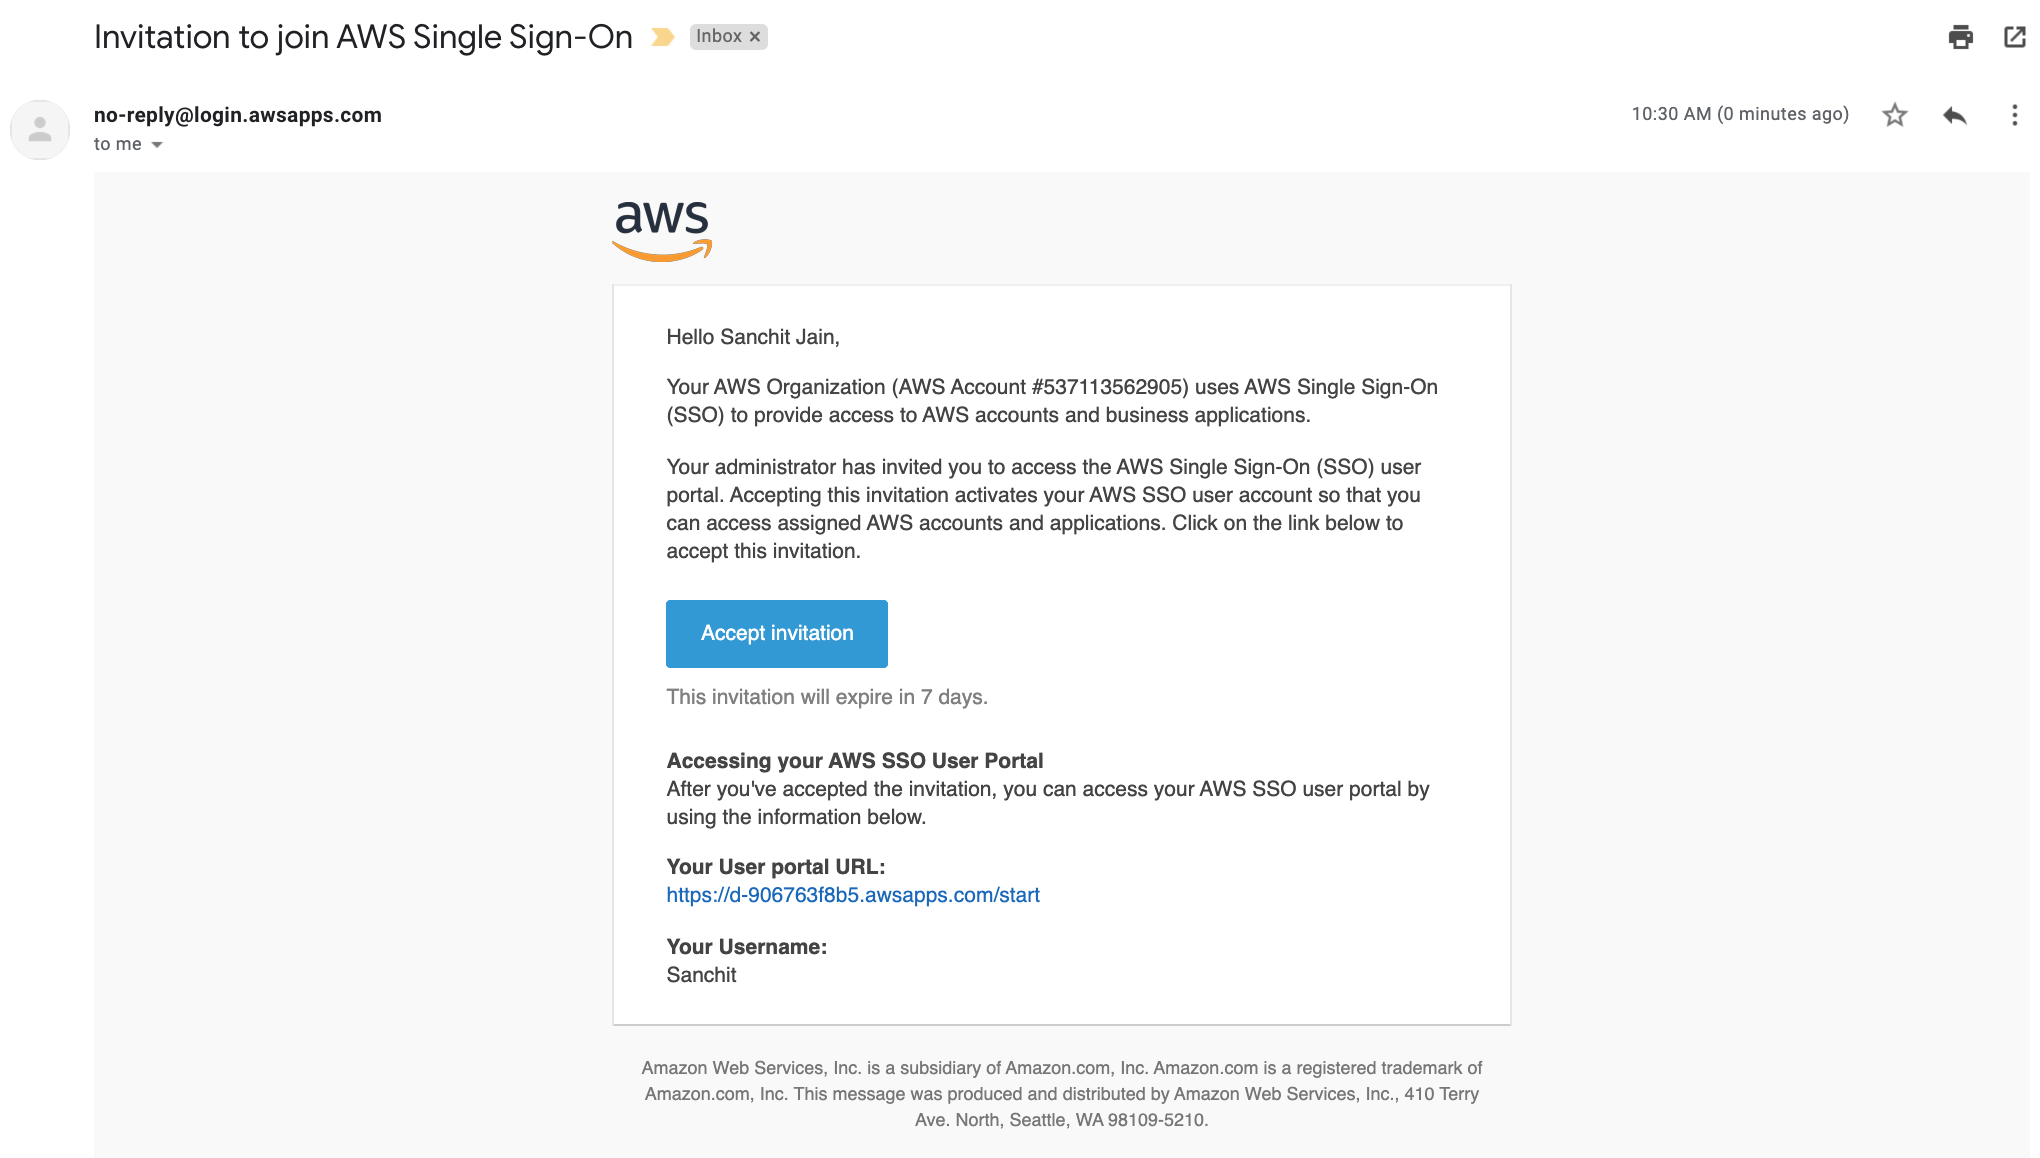 Invitation to join AWS Single Sign-On
Inbox ×
no-reply@login.awsapps.com
10:30 AM (0 minutes ago)
to me
aws
Hello Sanchit Jain,
Your AWS Organization (AWS Account #537113562905) uses AWS Single Sign-On
(SSO) to provide access to AWS accounts and business applications.
Your administrator has invited you to access the AWS Single Sign-On (SSO) user
portal. Accepting this invitation activates your AWS SSO user account so that you
can access assigned AWS accounts and applications. Click on the link below to
accept this invitation.
Accept invitation
This invitation will expire in 7 days.
Accessing your AWS SSO User Portal
After you've accepted the invitation, you can access your AWS SSO user portal by
using the information below.
Your User portal URL:
https://d-906763f8b5.awsapps.com/start
Your Username:
Sanchit
Amazon Web Services, Inc. is a subsidiary of Amazon.com, Inc. Amazon.com is a registered trademark of
Amazon.com, Inc. This message was produced and distributed by Amazon Web Services, Inc., 410 Terry
Ave. North, Seattle, WA 98109-5210.